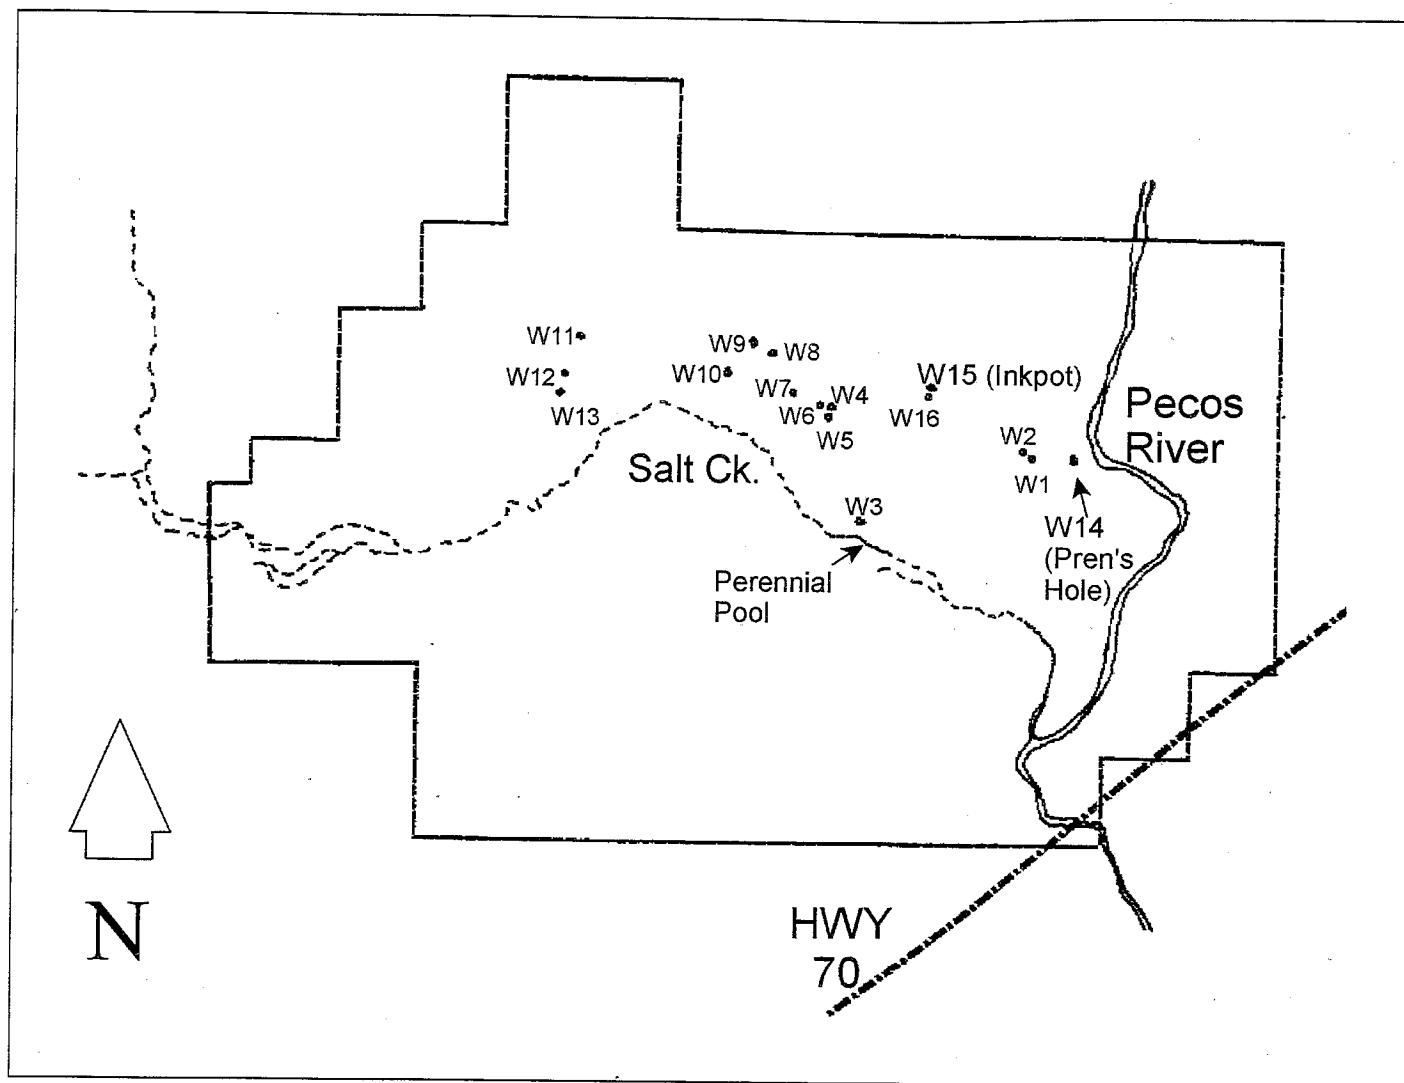 W11
W9
W8
W12
W10
W7
W4
W15 (Inkpot)
W13
W6
W5
W16
Pecos
River
Salt Ck.
W2
W1
W3
W14
(Pren's
Hole)
Perennial
Pool
N
HWY
70